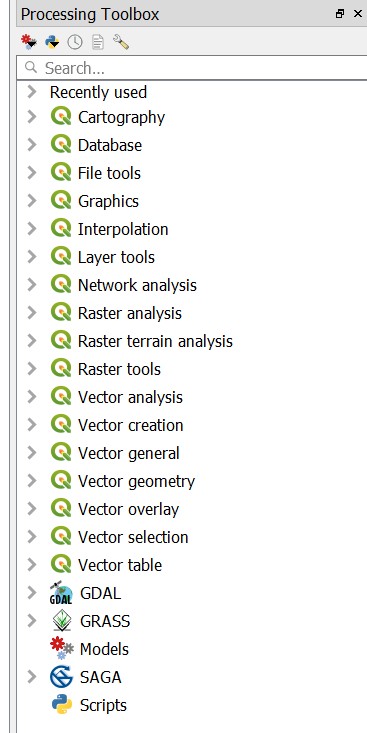 Processing Toolbox
Search...
Recently used
Cartography
Database
File tools
Graphics
Interpolation
Layer tools
Network analysis
Raster analysis
Raster terrain analysis
Raster tools
Vector analysis
Vector creation
Vector general
Vector geometry
Vector overlay
Vector selection
Vector table
GDAL GDAL
GRASS
Models
SAGA
Scripts